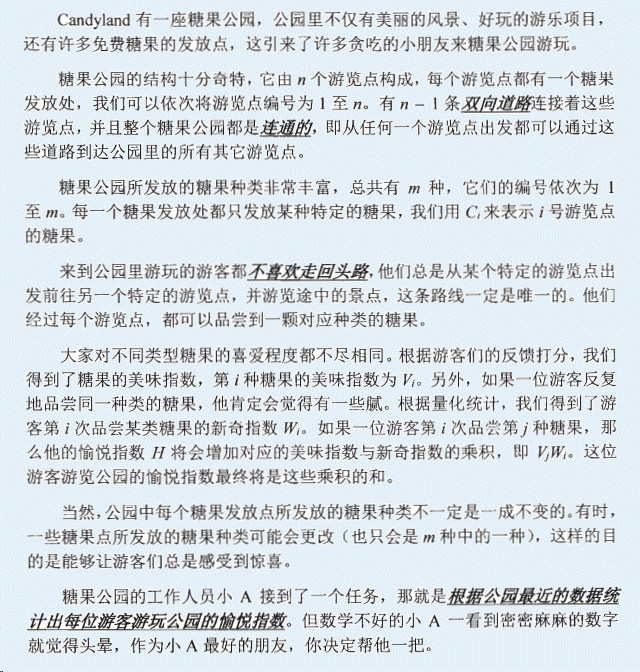 Candyland 有一座糖果公园，公园里不仅有美丽的风景、好玩的游乐项目，
还有许多免费糖果的发放点，这引来了许多贪吃的小朋友来糖果公园游玩。
糖果公园的结构十分奇特，它由 n 个游览点构成，每个游览点都有一个糖果
发放处，我们可以依次将游览点编号为 1 至 n。有 n − 1 条双向道路连接着这些
游览点，并且整个糖果公园都是连通的，即从任何一个游览点出发都可以通过这
些道路到达公园里的所有其它游览点。
糖果公园所发放的糖果种类非常丰富，总共有 m 种，它们的编号依次为 1
至 m。每一个糖果发放处都只发放某种特定的糖果，我们用 Ci 来表示 i 号游览点
的糖果。
来到公园里游玩的游客都不喜欢走回头路，他们总是从某个特定的游览点出
发前往另一个特定的游览点，并游览途中的景点，这条路线一定是唯一的。他们
经过每个游览点，都可以品尝到一颗对应种类的糖果。
大家对不同类型糖果的喜爱程度都不尽相同。根据游客们的反馈打分，我们
得到了糖果的美味指数，第 i 种糖果的美味指数为 Vi。另外，如果一位游客反复
地品尝同一种类的糖果，他肯定会觉得有一些腻。根据量化统计，我们得到了游
客第 i 次品尝某类糖果的新奇指数 Wi。如果一位游客第 i 次品尝第 j 种糖果，那
么他的愉悦指数 H 将会增加对应的美味指数与新奇指数的乘积，即 VjWi。这位
游客游览公园的愉悦指数最终将是这些乘积的和。
当然，公园中每个糖果发放点所发放的糖果种类不一定是一成不变的。有时，
一些糖果点所发放的糖果种类可能会更改（也只会是 m 种中的一种），这样的目
的是能够让游客们总是感受到惊喜。
糖果公园的工作人员小 A 接到了一个任务，那就是根据公园最近的数据统
计出每位游客游玩公园的愉悦指数。但数学不好的小 A 一看到密密麻麻的数字
就觉得头晕，作为小 A 最好的朋友，你决定帮他一把。